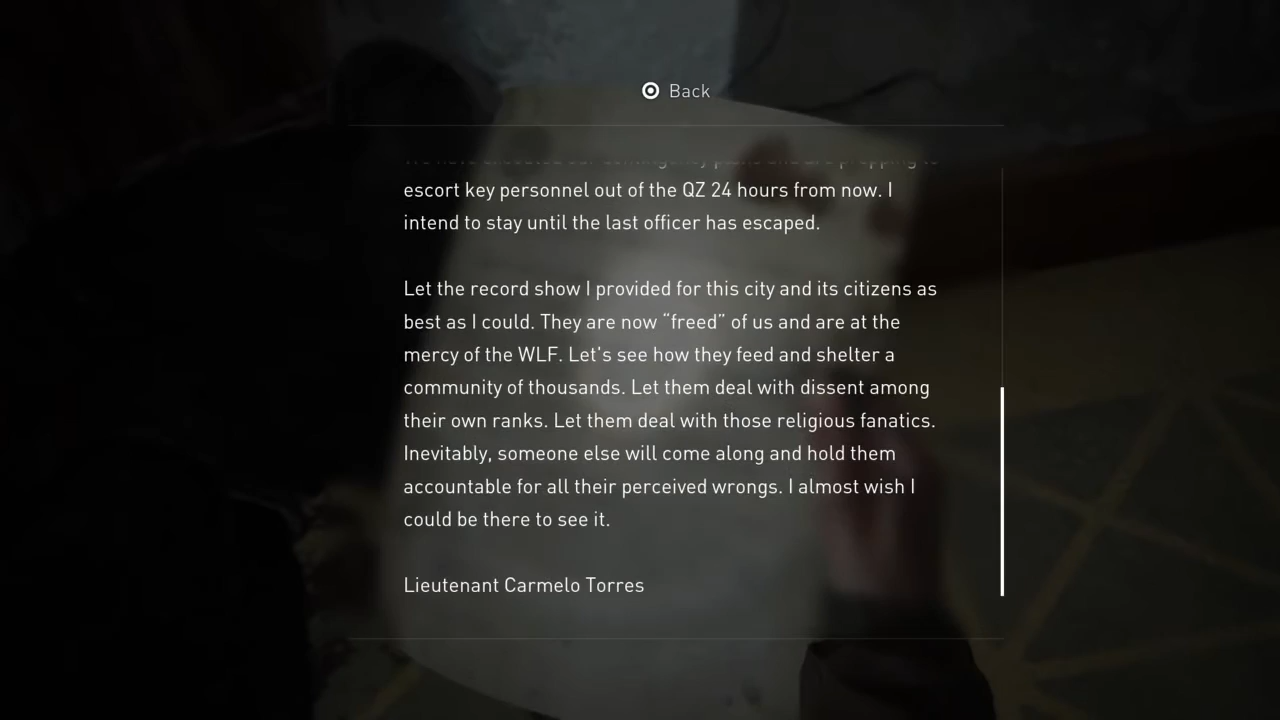 Back
escort key personnel out of the QZ 24 hours from now. I
intend to stay until the last officer has escaped.
Let the record show I provided for this city and its citizens as
best as I could. They are now “freed” of us and are at the
mercy of the WLF. Let's see how they feed and shelter a
community of thousands. Let them deal with dissent among
their own ranks. Let them deal with those religious fanatics.
Inevitably, someone else will come along and hold them
accountable for all their perceived wrongs. I almost wish I
could be there to see it.
Lieutenant Carmelo Torres